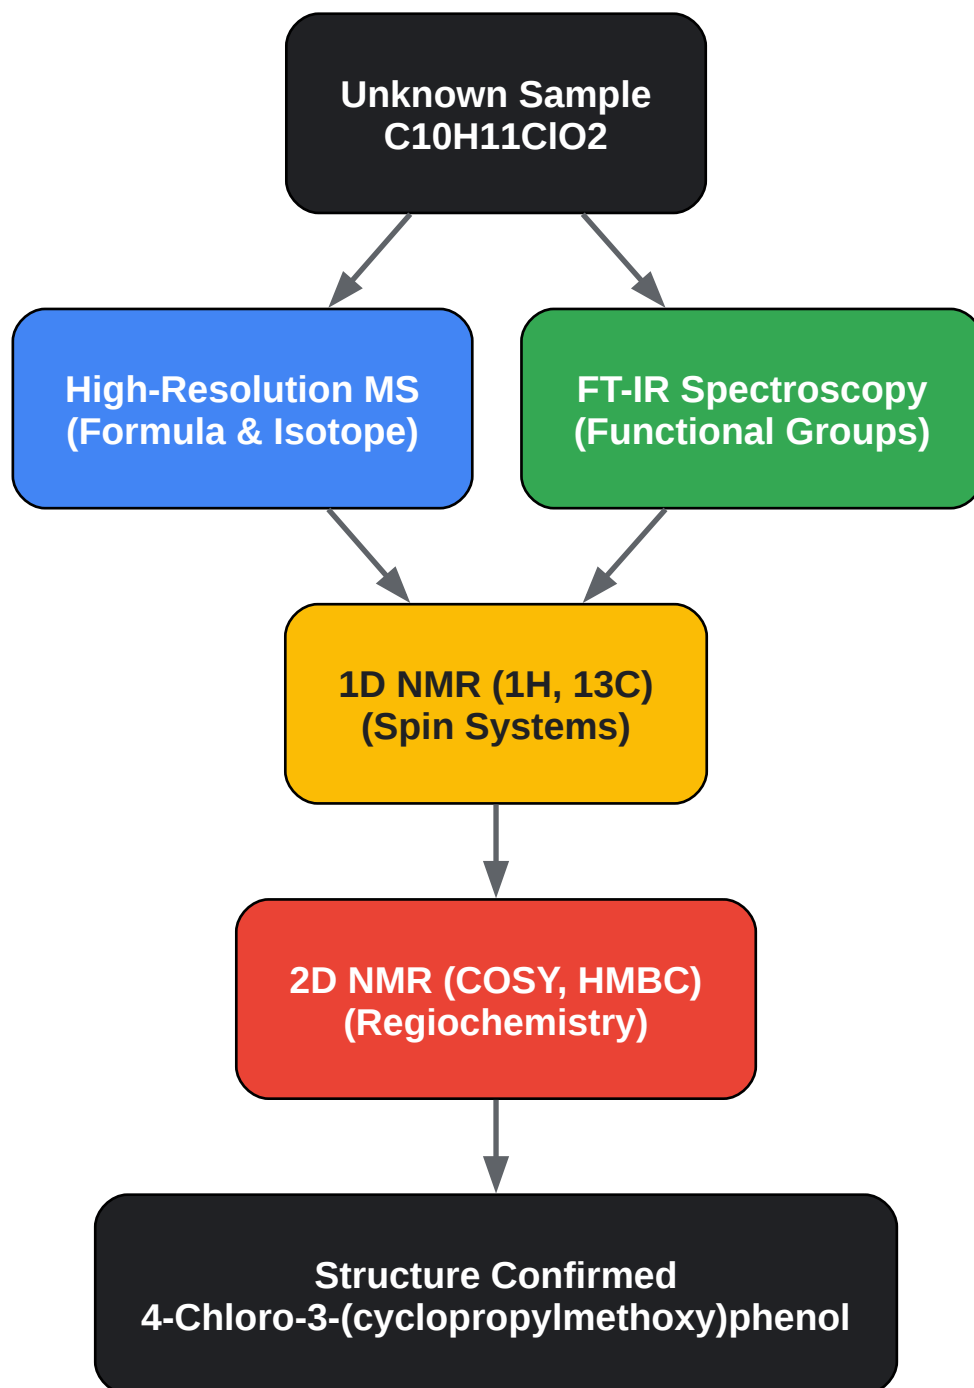 Unknown Sample
C10H11ClO2
High-Resolution MS
(Formula & Isotope)
FT-IR Spectroscopy
(Functional Groups)
1D NMR (1H, 13C)
(Spin Systems)
2D NMR (COSY, HMBC)
(Regiochemistry)
Structure Confirmed
4-Chloro-3-(cyclopropylmethoxy)phenol